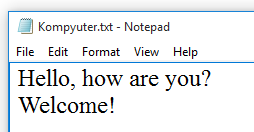 Kompyuter.txt - Notepad
File Edit Format View Help
Hello, how are you?
Welcome!